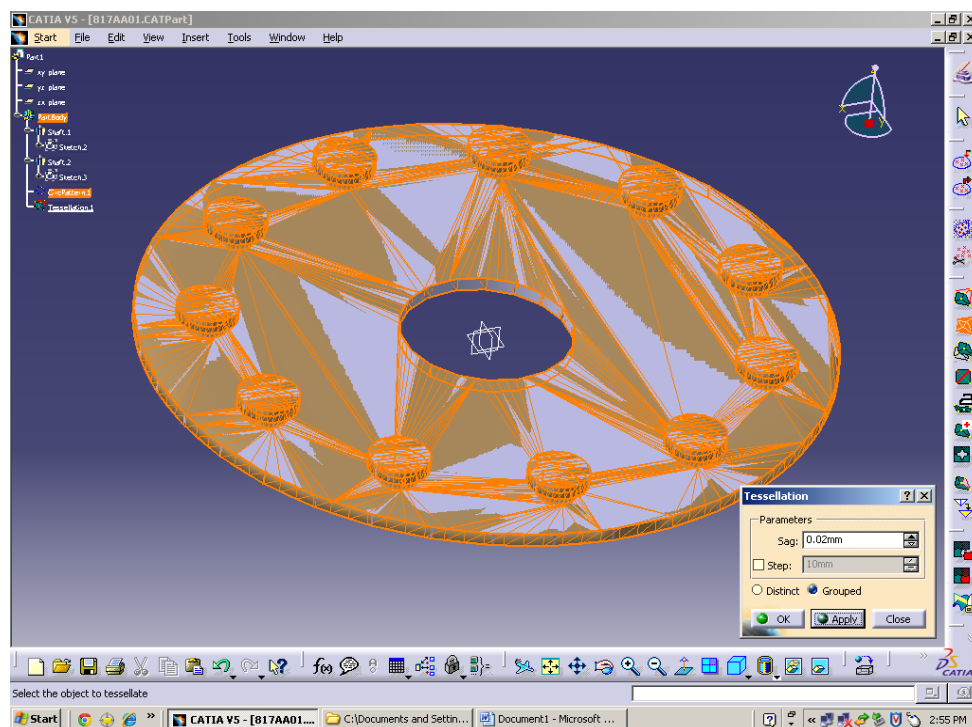 CATIA V5 - [817AA01.CATPart]
Start File Edit View Insert Tools Window Help
Part1
xy plane
yz plane
zx plane
PartBody
Shaft.1
Sketch.2
Shaft.2
Sketch.3
CircPattern.1
Tessellation.1
x
y
Tessellation
Parameters
Sag: 0.02mm
Step: 10mm
Distinct Grouped
OK Apply Close
f(x)
DS CATIA
Select the object to tessellate
Start » CATIA V5 - [817AA01.... C:\Documents and Settin... Document1 - Microsoft ... « 2:55 PM